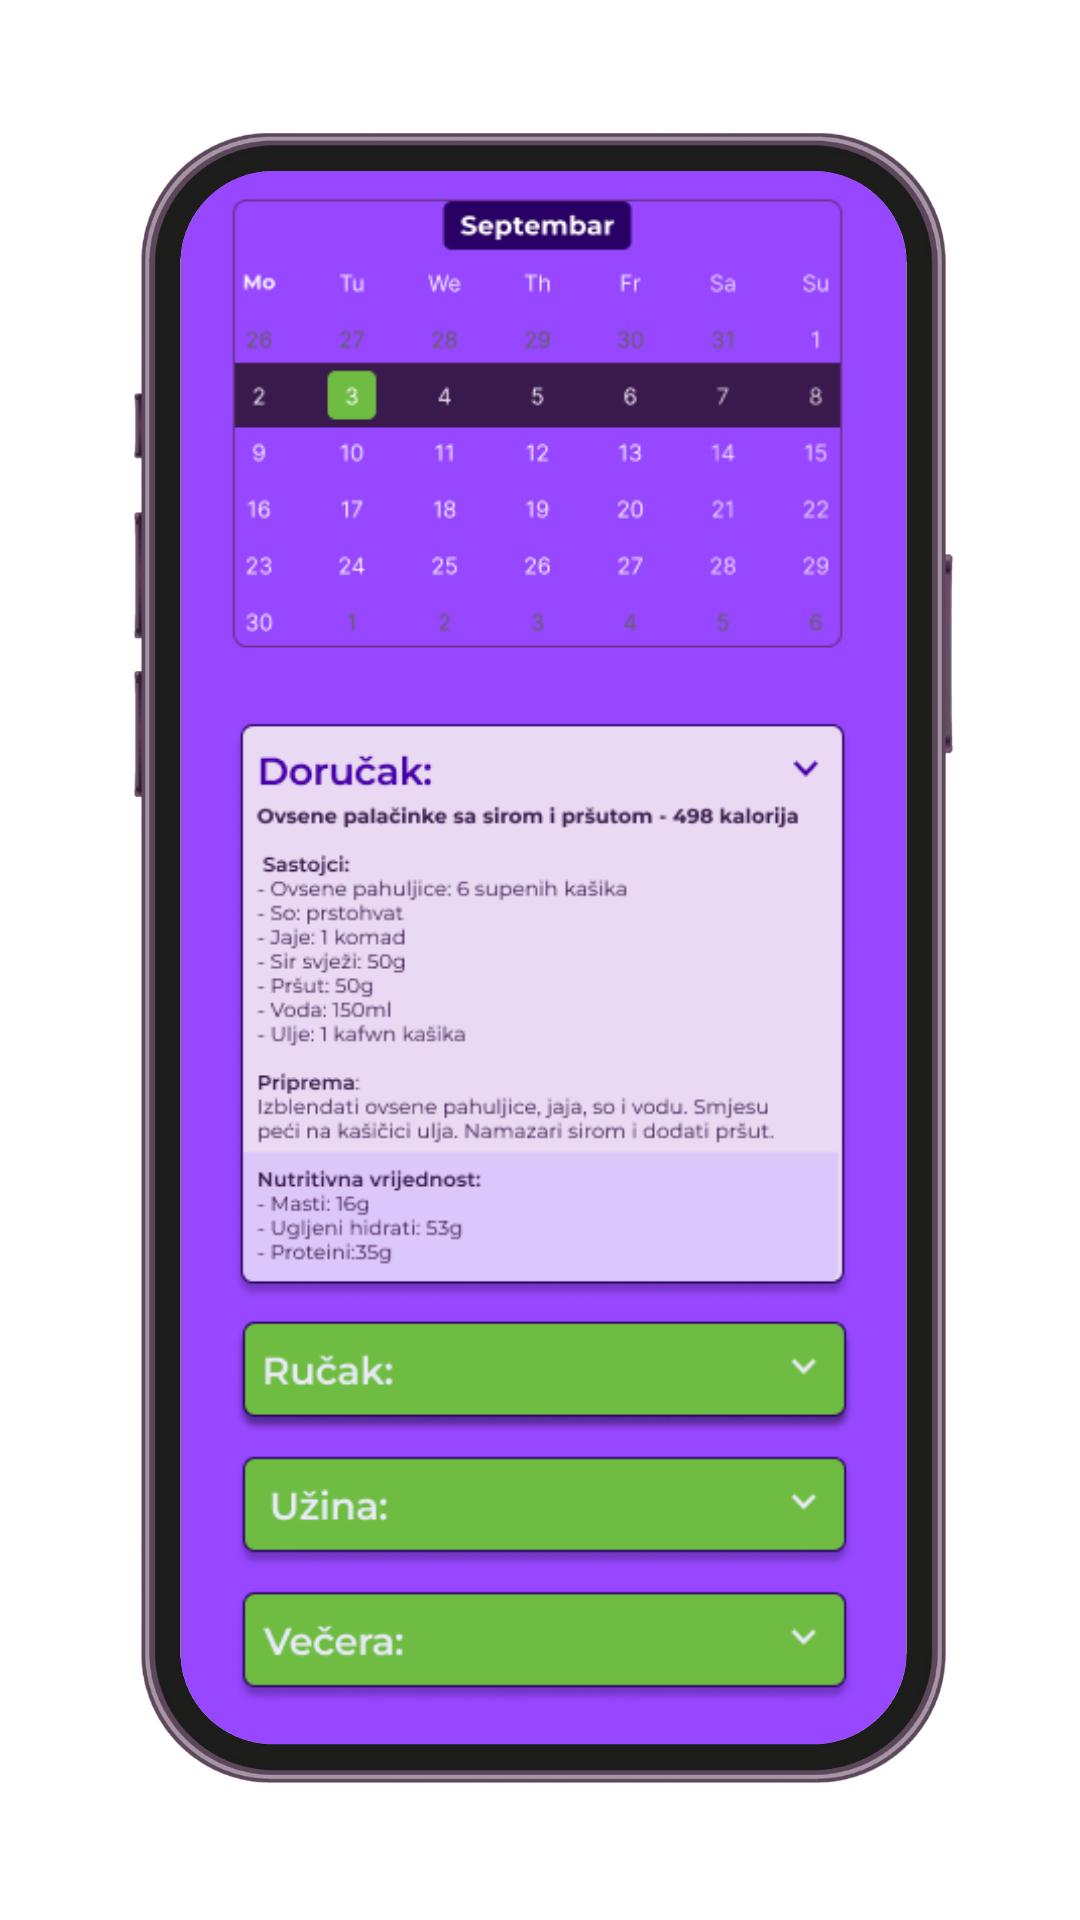 Septembar
Mo Tu We Th Fr Sa Su
26 27 28 29 30 31 1
2 3 4 5 6 7 8
9 10 11 12 13 14 15
16 17 18 19 20 21 22
23 24 25 26 27 28 29
30 1 2 3 4 5 6
Doručak:
Ovsene palačinke sa sirom i pršutom - 498 kalorija
Sastojci:
- Ovsene pahuljice: 6 supenih kašika
- So: prstohvat
- Jaje: 1 komad
- Sir svježi: 50g
- Pršut: 50g
- Voda: 150ml
- Ulje: 1 kafwn kašika
Priprema:
Izblendati ovsene pahuljice, jaja, so i vodu. Smjesu
peći na kašičici ulja. Namazari sirom i dodati pršut.
Nutritivna vrijednost:
- Masti: 16g
- Ugljeni hidrati: 53g
- Proteini:35g
Ručak:
Užina:
Večera: